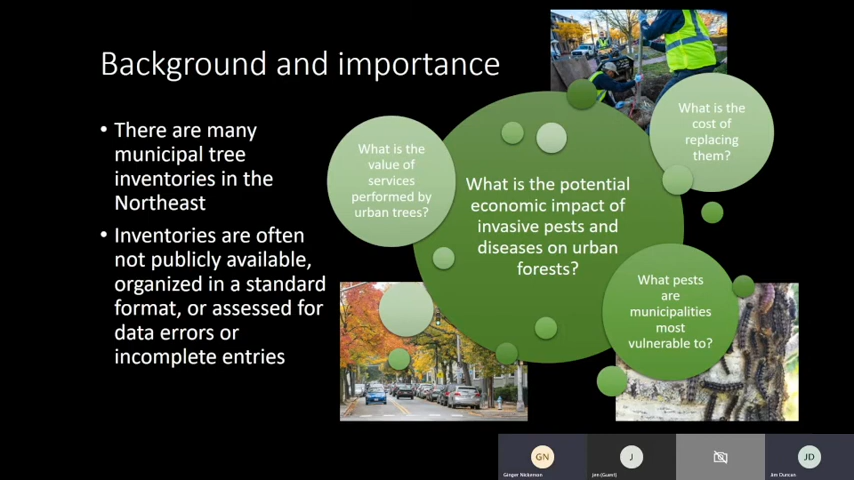 Background and importance
• There are many
municipal tree
inventories in the
Northeast
• Inventories are often
not publicly available,
organized in a standard
format, or assessed for
data errors or
incomplete entries
What is the
value of
services
performed by
urban trees?
What is the potential
economic impact of
invasive pests and
diseases on urban
forests?
What is the
cost of
replacing
them?
What pests
are
municipalities
most
vulnerable to?
GN
Ginger Nickerson
J
jen (Guest)
JD
Jim Duncan